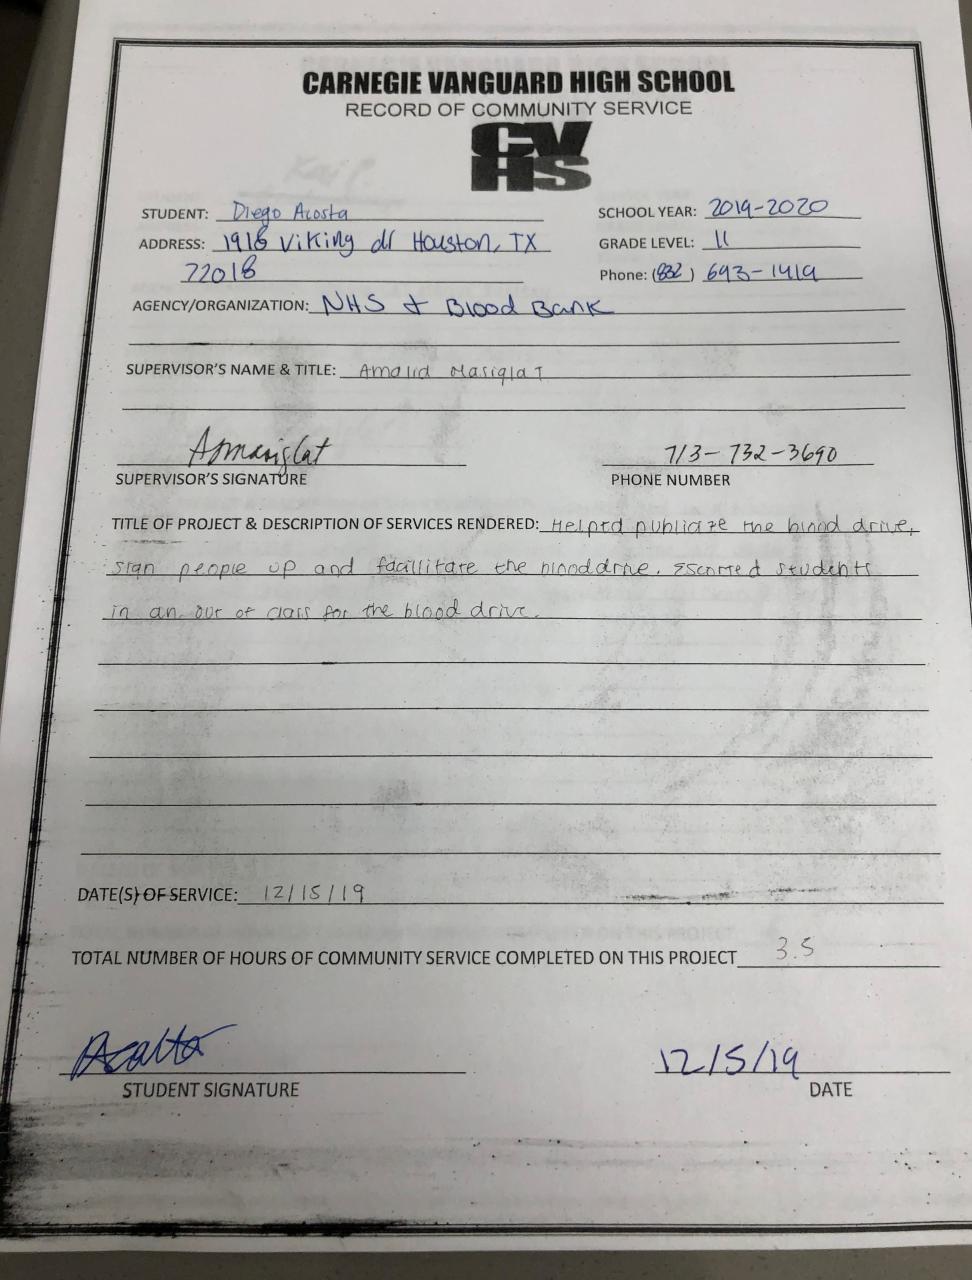 CARNEGIE VANGUARD HIGH SCHOOL
RECORD OF COMMUNITY SERVICE
CV
HS
STUDENT: Diego Acosta
SCHOOL YEAR: 2019-2020
ADDRESS: 1918 Viking dr Houston, TX
GRADE LEVEL: 11
77018
Phone: (832) 693-1419
AGENCY/ORGANIZATION: NHS & Blood Bank
SUPERVISOR'S NAME & TITLE: Amalid Masiglat
Apmasiglat
713-732-3690
SUPERVISOR'S SIGNATURE
PHONE NUMBER
TITLE OF PROJECT & DESCRIPTION OF SERVICES RENDERED: Helped publicize the blood drive,
sign people up and facillitate the blood drive. Escorted students
in an out of class for the blood drive.
DATE(S) OF SERVICE: 12/15/19
TOTAL NUMBER OF HOURS OF COMMUNITY SERVICE COMPLETED ON THIS PROJECT 3.5
12/5/19
STUDENT SIGNATURE
DATE